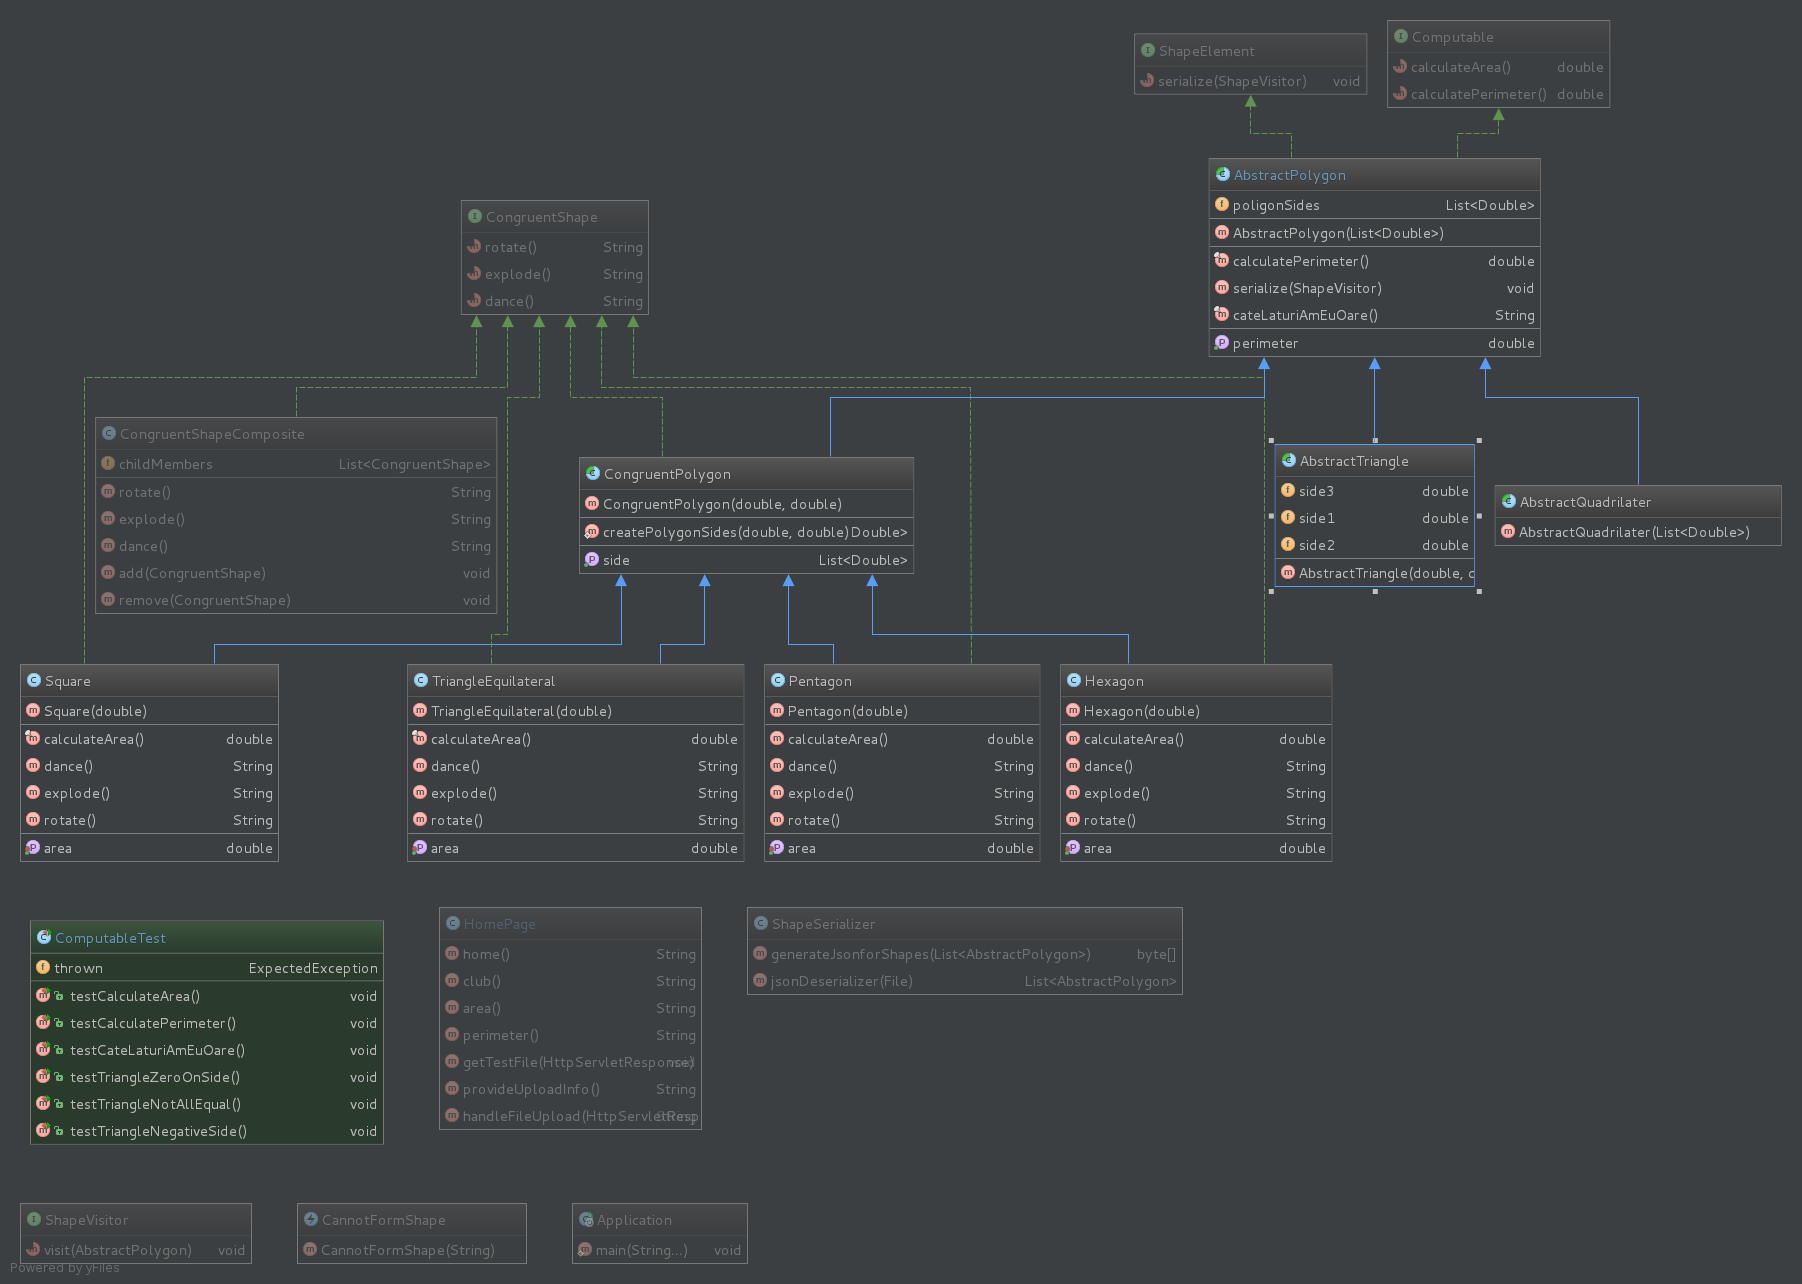 ShapeElement
serialize(ShapeVisitor) void
Computable
calculateArea() double
calculatePerimeter() double
AbstractPolygon
poligonSides List<Double>
AbstractPolygon(List<Double>)
calculatePerimeter() double
serialize(ShapeVisitor) void
cateLaturiAmEuOare() String
perimeter double
CongruentShape
rotate() String
explode() String
dance() String
CongruentShapeComposite
childMembers List<CongruentShape>
rotate() String
explode() String
dance() String
add(CongruentShape) void
remove(CongruentShape) void
CongruentPolygon
CongruentPolygon(double, double)
createPolygonSides(double, double) Double>
side List<Double>
AbstractTriangle
side3 double
side1 double
side2 double
AbstractTriangle(double,
AbstractQuadrilater
AbstractQuadrilater(List<Double>)
Square
Square(double)
calculateArea() double
dance() String
explode() String
rotate() String
area double
TriangleEquilateral
TriangleEquilateral(double)
calculateArea() double
dance() String
explode() String
rotate() String
area double
Pentagon
Pentagon(double)
calculateArea() double
dance() String
explode() String
rotate() String
area double
Hexagon
Hexagon(double)
calculateArea() double
dance() String
explode() String
rotate() String
area double
ComputableTest
thrown ExpectedException
testCalculateArea() void
testCalculatePerimeter() void
testCateLaturiAmEuOare() void
testTriangleZeroOnSide() void
testTriangleNotAllEqual() void
testTriangleNegativeSide() void
HomePage
home() String
club() String
area() String
perimeter() String
getTestFile(HttpServletResponse) void
provideUploadInfo() String
handleFileUpload(HttpServletResp String
ShapeSerializer
generateJsonforShapes(List<AbstractPolygon>) byte[]
jsonDeserializer(File) List<AbstractPolygon>
ShapeVisitor
visit(AbstractPolygon) void
CannotFormShape
CannotFormShape(String)
Application
main(String...) void
Powered by yFiles